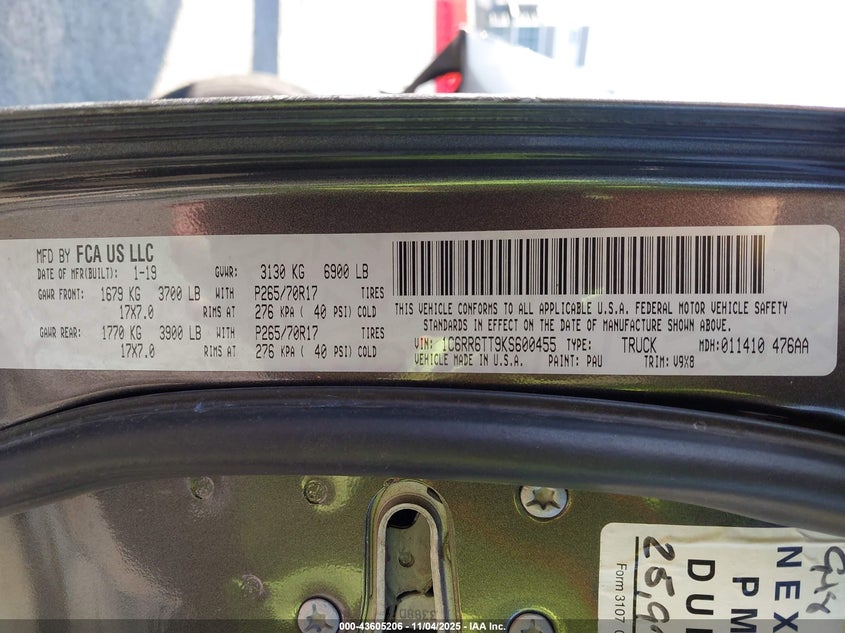 MFD BY FCA US LLC
DATE OF MFR(BUILT): 1-19 GVWR: 3130 KG 6900 LB
GAWR FRONT: 1679 KG 3700 LB WITH P265/70R17 TIRES
17X7.0 RIMS AT 276 KPA ( 40 PSI) COLD
GAWR REAR: 1770 KG 3900 LB WITH P265/70R17 TIRES
17X7.0 RIMS AT 276 KPA ( 40 PSI) COLD
THIS VEHICLE CONFORMS TO ALL APPLICABLE U.S.A. FEDERAL MOTOR VEHICLE SAFETY
STANDARDS IN EFFECT ON THE DATE OF MANUFACTURE SHOWN ABOVE.
VIN: 1C6RR6TT9KS600455 TYPE: TRUCK MDH:011410 476AA
VEHICLE MADE IN U.S.A. PAINT: PAU TRIM: V9X8
NEX
PM
DU
Form 3107
000-43605206 - 11/04/2025 - IAA Inc.